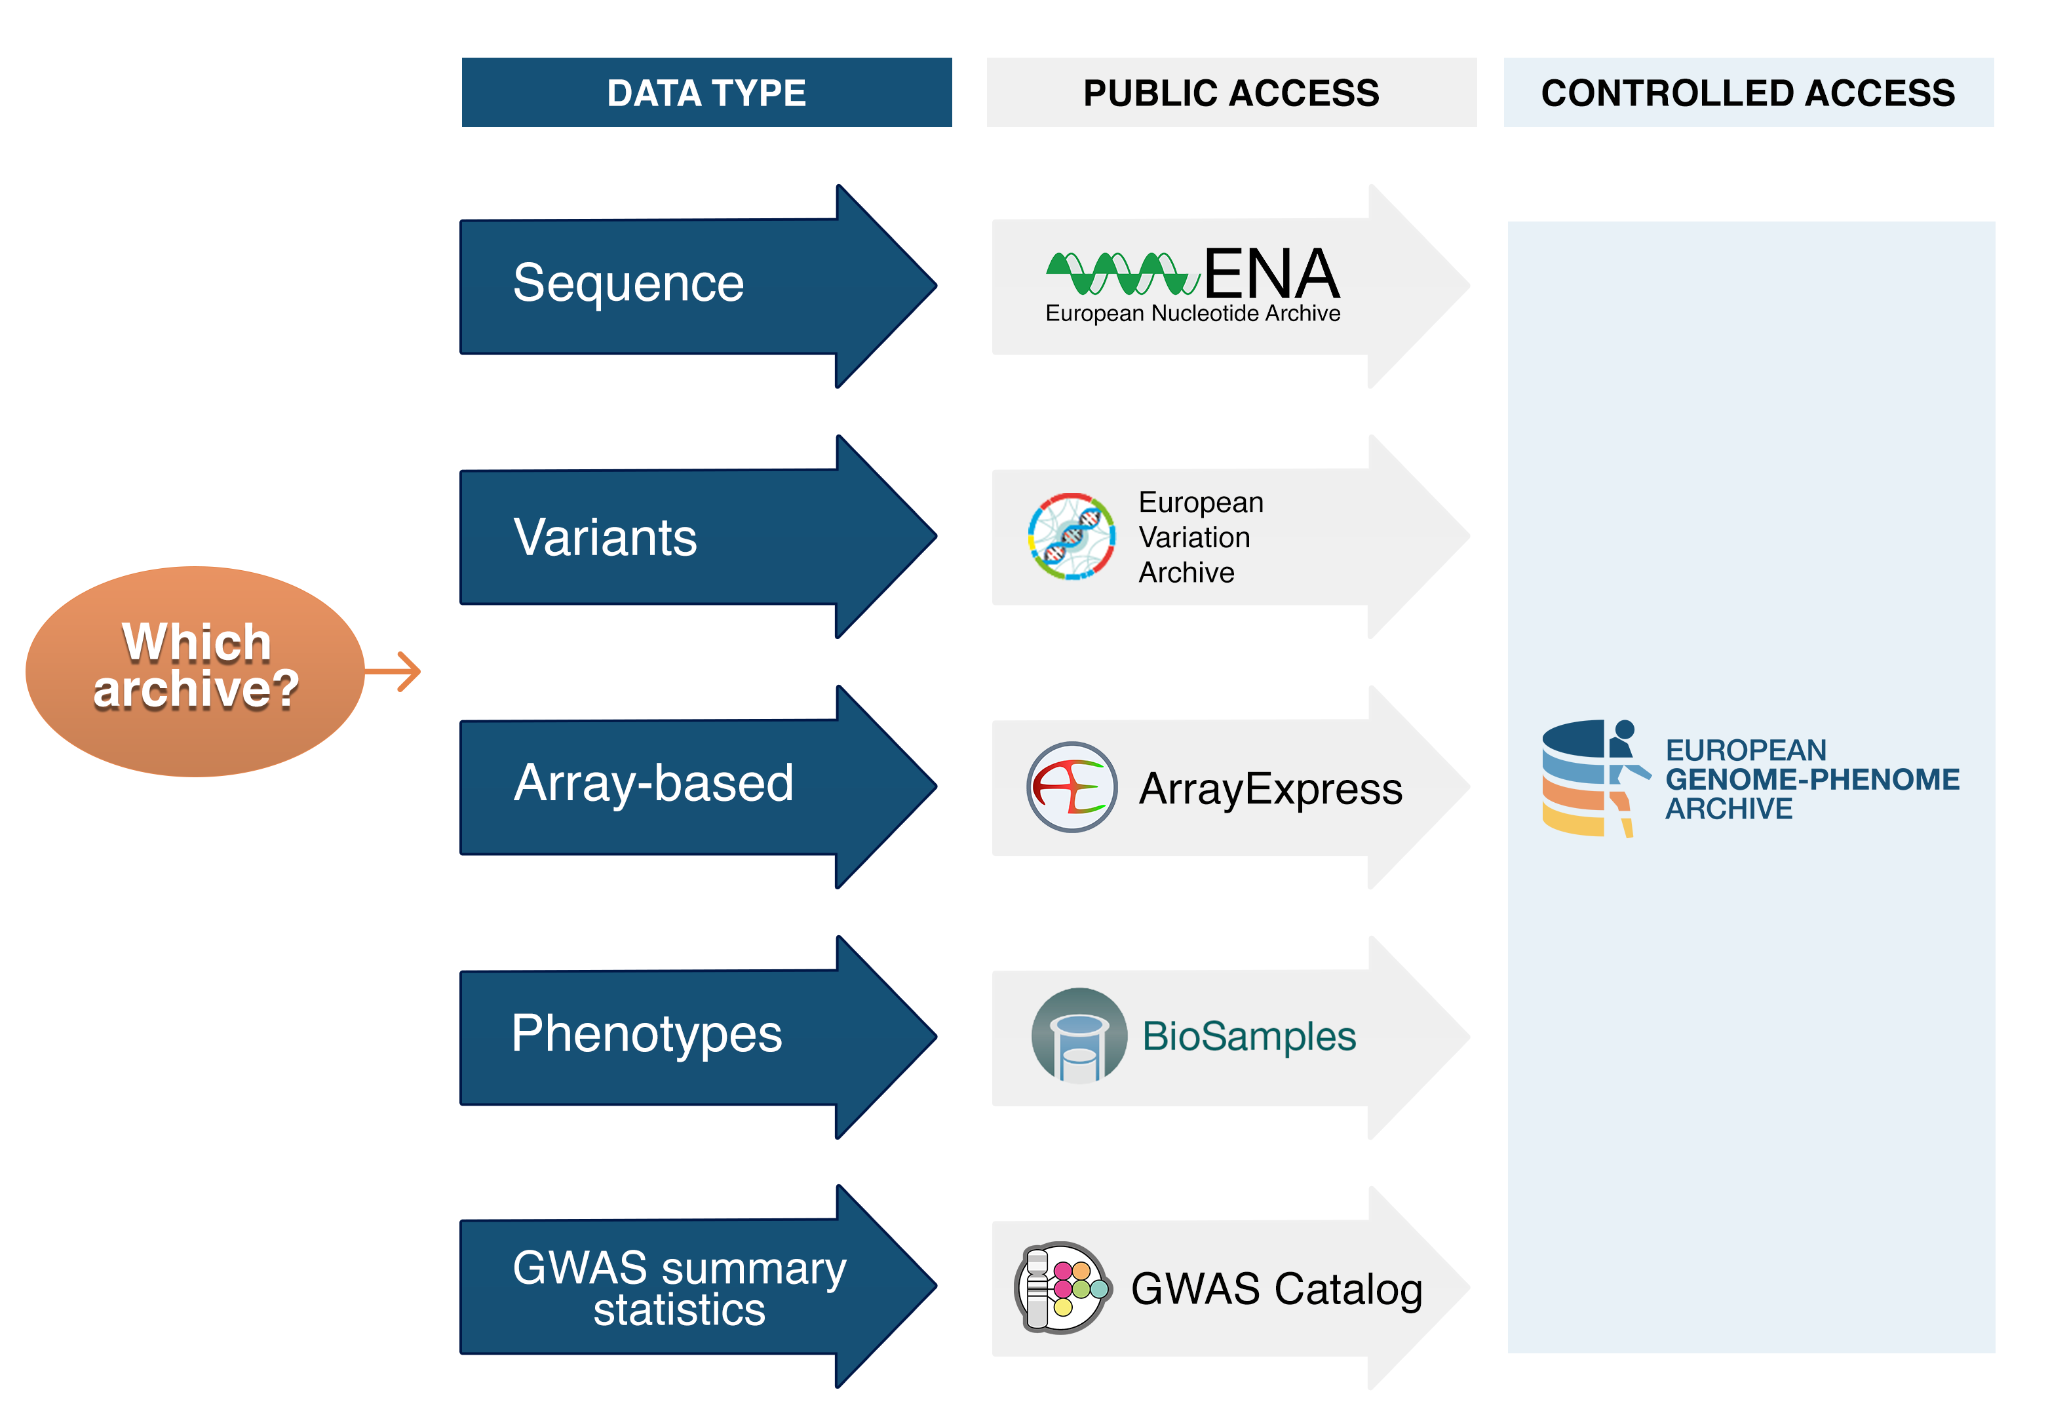 DATA TYPE
PUBLIC ACCESS
CONTROLLED ACCESS
Which
archive?
Sequence
ENA
European Nucleotide Archive
Variants
European
Variation
Archive
Array-based
ArrayExpress
Phenotypes
BioSamples
GWAS summary
statistics
GWAS Catalog
EUROPEAN
GENOME-PHENOME
ARCHIVE